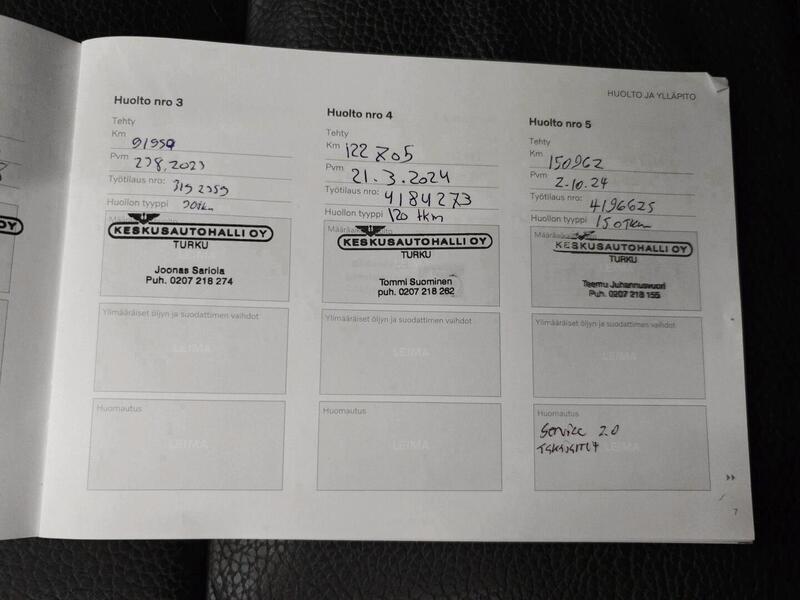 HUOLTO JA YLLÄPITO
Huolto nro 3
Tehty
Km 91959
Pvm 278.2023
Työtilaus nro:
Huollon tyyppi 90tkm
KESKUSAUTOHALLI OY
TURKU
Joonas Sariola
Puh. 0207 218 274
Ylimääräiset öljyn ja suodattimen vaihdot
LEIMA
Huomautus
LEIMA
Huolto nro 4
Tehty
Km 122 705
Pvm 21.3.2024
Työtilaus nro: 4184273
Huollon tyyppi 120 tkm
KESKUSAUTOHALLI OY
TURKU
Tommi Suominen
puh. 0207 218 262
Ylimääräiset öljyn ja suodattimen vaihdot
LEIMA
Huomautus
LEIMA
Huolto nro 5
Tehty
Km 150962
Pvm 2.10.24
Työtilaus nro: 4196625
Huollon tyyppi 150Tkm
KESKUSAUTOHALLI OY
TURKU
Teemu Juhannusvuori
Puh. 0207 218 155
Ylimääräiset öljyn ja suodattimen vaihdot
LEIMA
Huomautus
Service 2.0
LEIMA
7